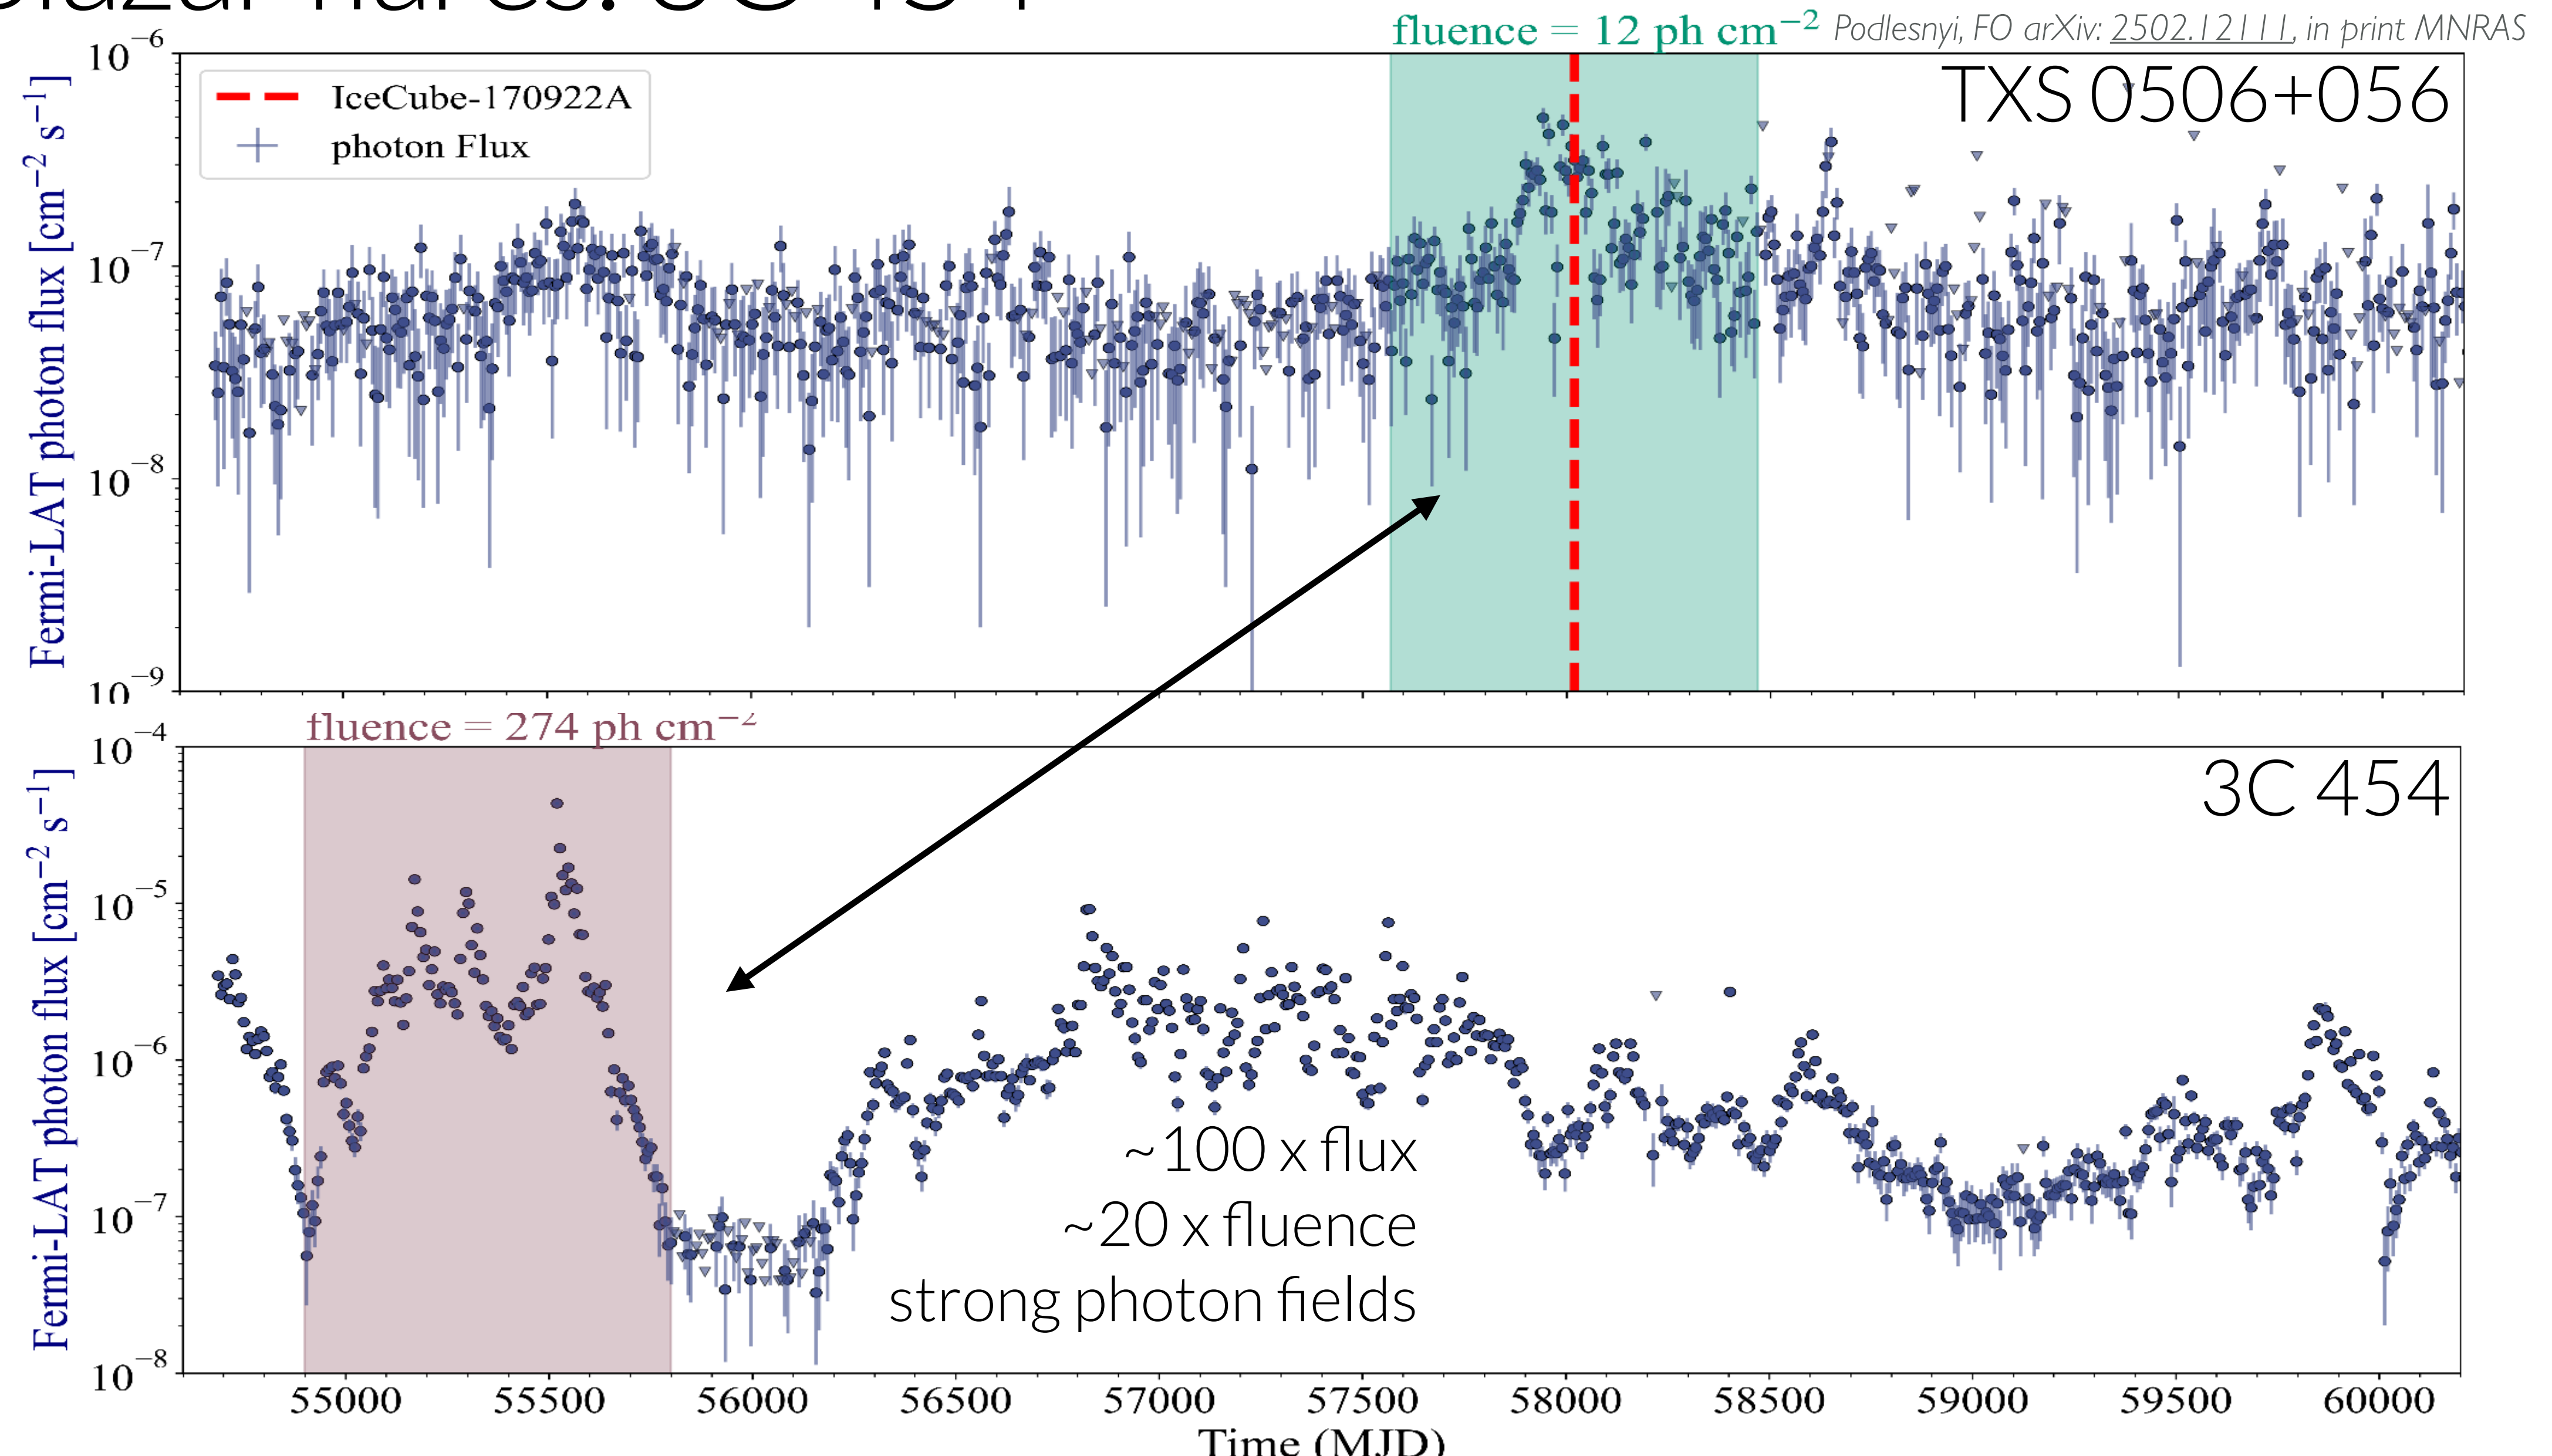 fluence = 12 ph cm⁻² Podlesnyi, FO arXiv: 2502.12111, in print MNRAS
TXS 0506+056
IceCube-170922A
photon Flux
Fermi-LAT photon flux [cm⁻² s⁻¹]
10⁻⁶
10⁻⁷
10⁻⁸
10⁻⁹
fluence = 274 ph cm⁻²
3C 454
Fermi-LAT photon flux [cm⁻² s⁻¹]
10⁻⁴
10⁻⁵
10⁻⁶
10⁻⁷
10⁻⁸
~100 x flux
~20 x fluence
strong photon fields
55000 55500 56000 56500 57000 57500 58000 58500 59000 59500 60000
Time (MJD)